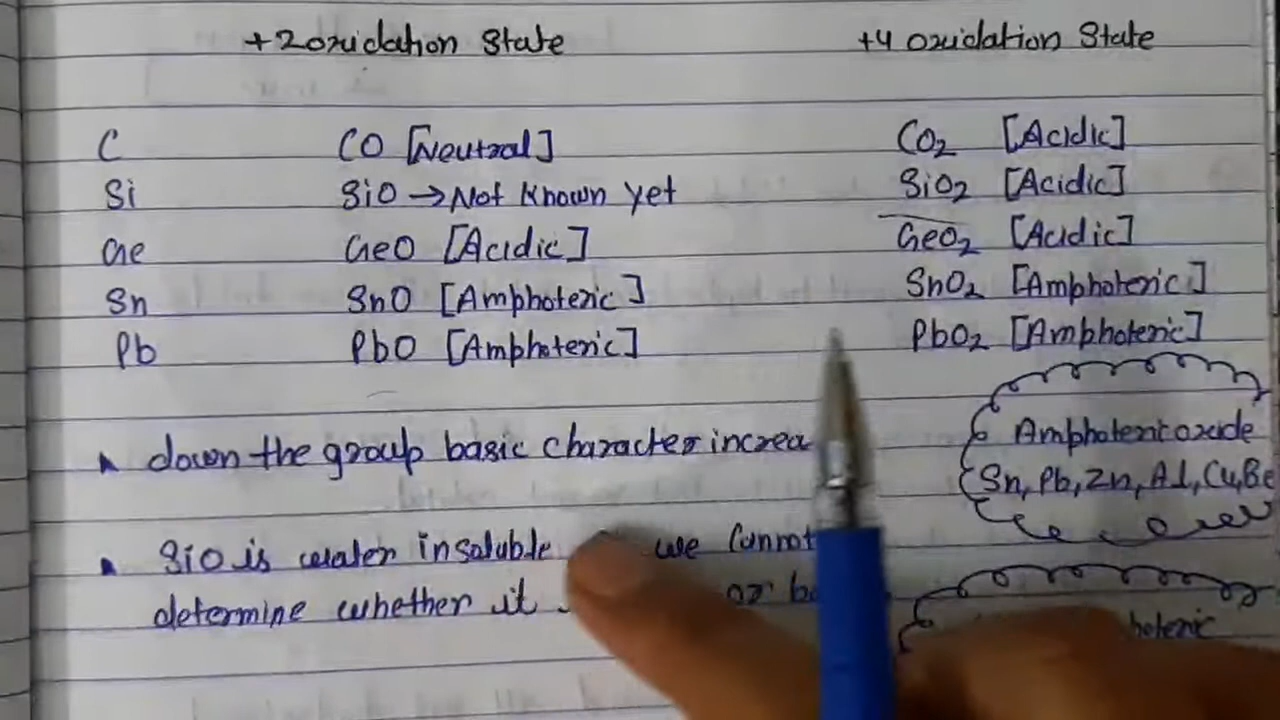 +2 oxidation State +4 oxidation State
C CO [Neutral] CO2 [Acidic]
Si SiO → Not Known yet SiO2 [Acidic]
Ge GeO [Acidic] GeO2 [Acidic]
Sn SnO [Amphoteric] SnO2 [Amphoteric]
Pb PbO [Amphoteric] PbO2 [Amphoteric]
down the group basic character increa
Amphoteric oxide
Sn, Pb, Zn, Al, Cu, Be
SiO is water insoluble we Cannot
determine whether it or